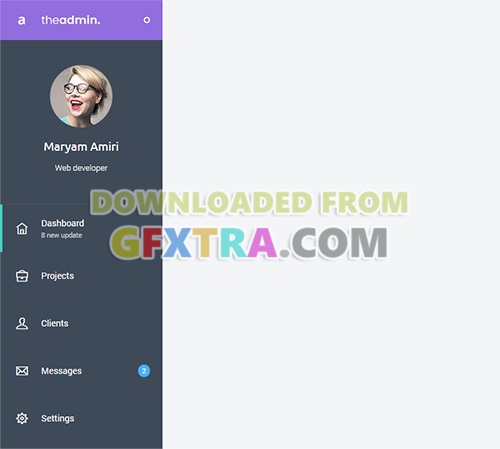 a theadmin.
Maryam Amiri
Web developer
Dashboard
8 new update
DOWNLOADED FROM
GFXTRA.COM
Projects
Clients
Messages 2
Settings